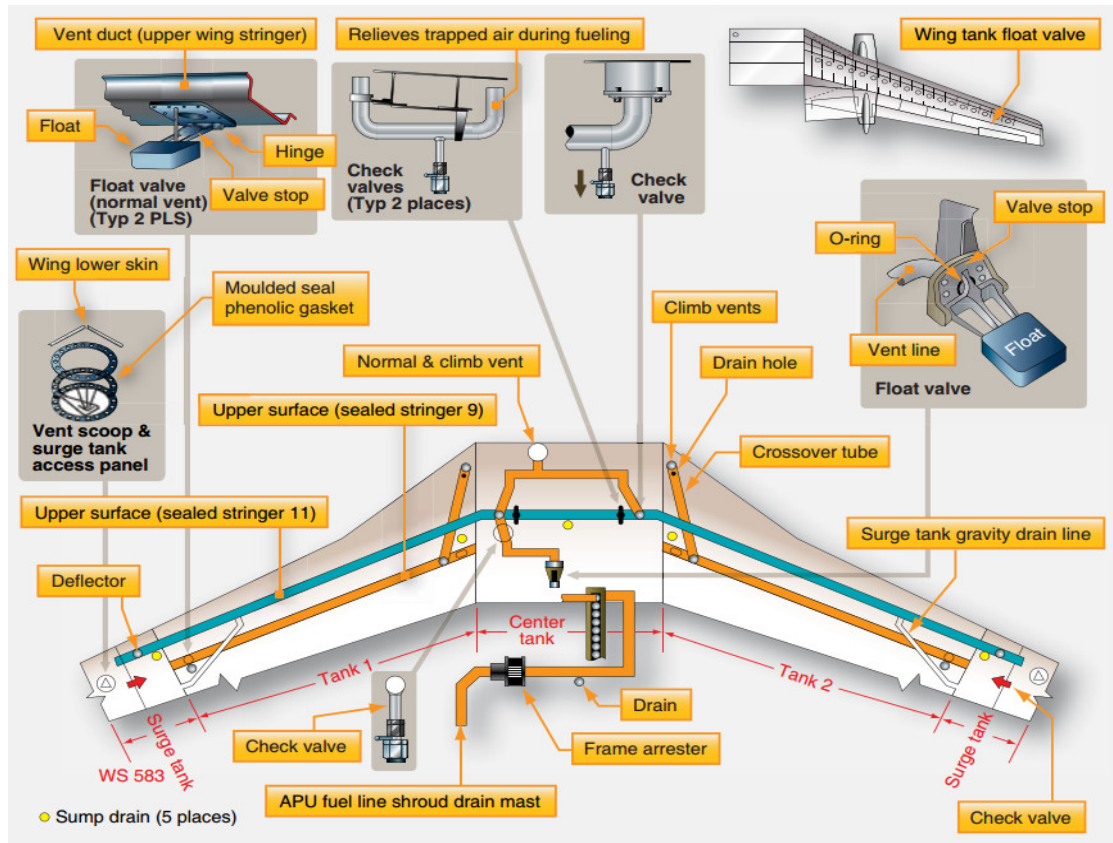 Vent duct (upper wing stringer)
Float
Hinge
Valve stop
Float valve
(normal vent)
(Typ 2 PLS)
Relieves trapped air during fueling
Check
valves
(Typ 2 places)
Check
valve
Wing tank float valve
Valve stop
O-ring
Vent line
Float
Float valve
Wing lower skin
Moulded seal
phenolic gasket
Vent scoop &
surge tank
access panel
Climb vents
Normal & climb vent
Drain hole
Upper surface (sealed stringer 9)
Crossover tube
Upper surface (sealed stringer 11)
Surge tank gravity drain line
Deflector
Center
tank
Tank 1
Tank 2
Surge tank
WS 583
Surge tank
Drain
Check valve
Frame arrester
APU fuel line shroud drain mast
Check valve
Sump drain (5 places)